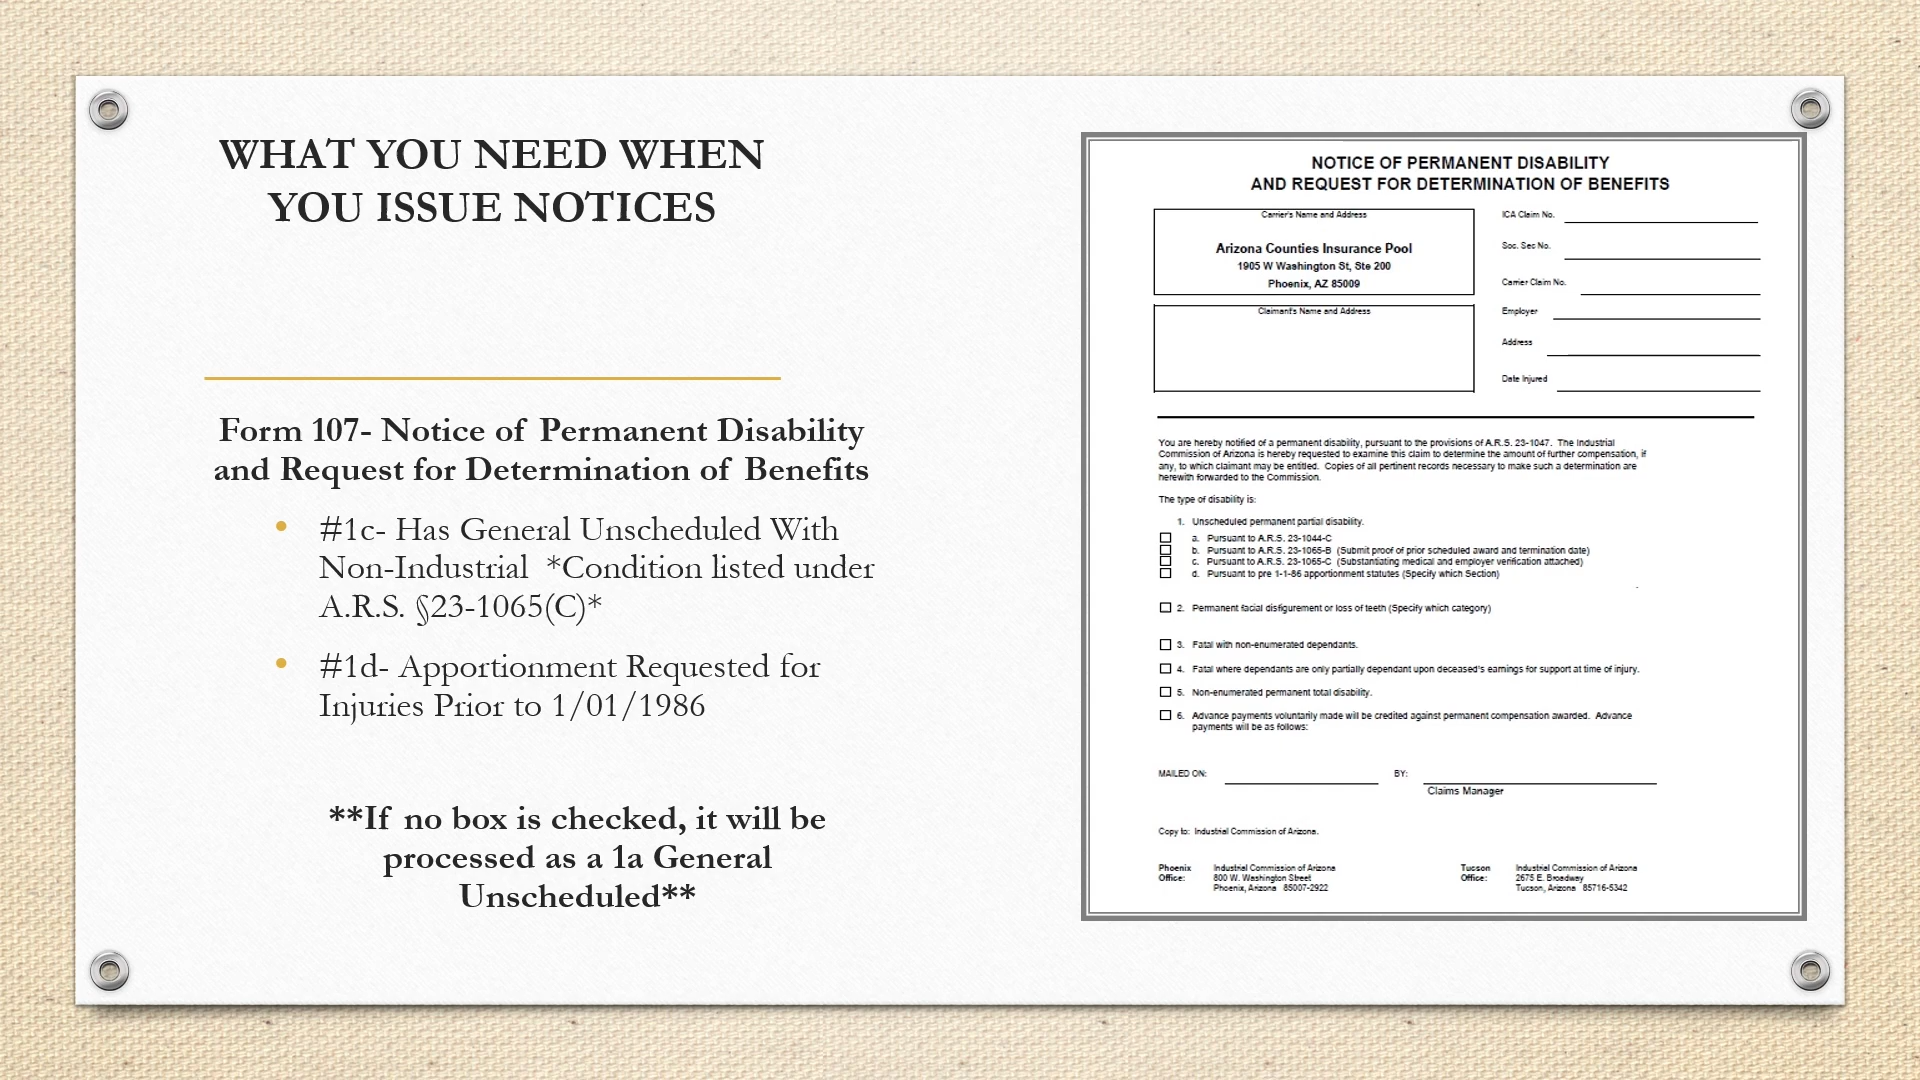 WHAT YOU NEED WHEN
YOU ISSUE NOTICES
Form 107- Notice of Permanent Disability
and Request for Determination of Benefits
• #1c- Has General Unscheduled With
Non-Industrial *Condition listed under
A.R.S. §23-1065(C)*
• #1d- Apportionment Requested for
Injuries Prior to 1/01/1986
**If no box is checked, it will be
processed as a 1a General
Unscheduled**
NOTICE OF PERMANENT DISABILITY
AND REQUEST FOR DETERMINATION OF BENEFITS
Carrier's Name and Address
Arizona Counties Insurance Pool
1905 W Washington St, Ste 200
Phoenix, AZ 85009
Claimant's Name and Address
ICA Claim No.
Soc. Sec No.
Carrier Claim No.
Employer
Address
Date Injured
You are hereby notified of a permanent disability, pursuant to the provisions of A.R.S. 23-1047. The Industrial
Commission of Arizona is hereby requested to examine this claim to determine the amount of further compensation, if
any, to which claimant may be entitled. Copies of all pertinent records necessary to make such a determination are
herewith forwarded to the Commission.
The type of disability is:
1. Unscheduled permanent partial disability.
a. Pursuant to A.R.S. 23-1044-C
b. Pursuant to A.R.S. 23-1065-B (Submit proof of prior scheduled award and termination date)
c. Pursuant to A.R.S. 23-1065-C (Substantiating medical and employer verification attached)
d. Pursuant to pre 1-1-86 apportionment statutes (Specify which Section)
2. Permanent facial disfigurement or loss of teeth (Specify which category)
3. Fatal with non-enumerated dependants.
4. Fatal where dependants are only partially dependant upon deceased's earnings for support at time of injury.
5. Non-enumerated permanent total disability.
6. Advance payments voluntarily made will be credited against permanent compensation awarded. Advance
payments will be as follows:
MAILED ON:
BY:
Claims Manager
Copy to: Industrial Commission of Arizona.
Phoenix
Office:
Industrial Commission of Arizona
800 W. Washington Street
Phoenix, Arizona 85007-2922
Tucson
Office:
Industrial Commission of Arizona
2675 E. Broadway
Tucson, Arizona 85716-5342